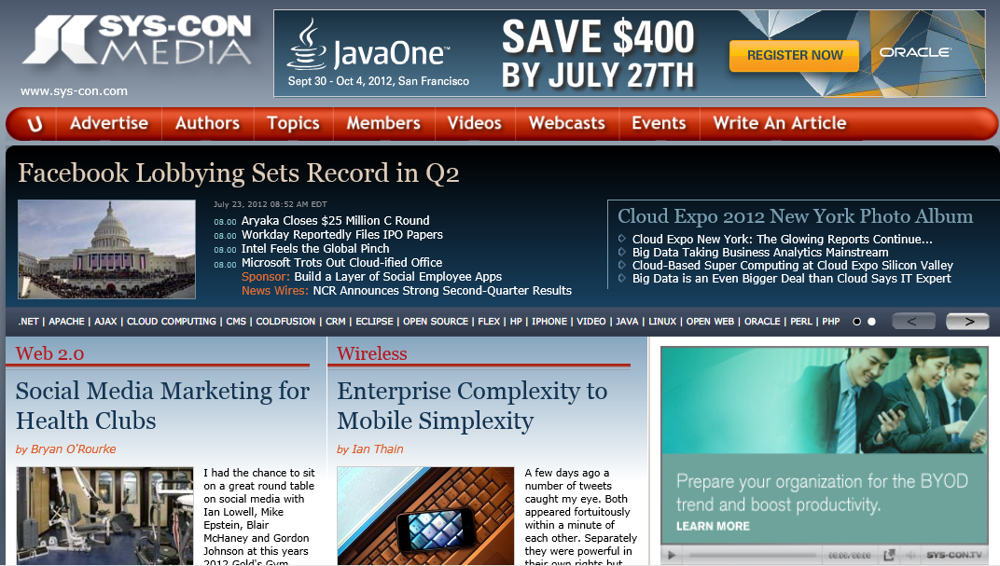 SYS-CON
MEDIA
www.sys-con.com
JavaOne™
Sept 30 - Oct 4, 2012, San Francisco
SAVE $400
BY JULY 27TH
REGISTER NOW
ORACLE
Advertise
Authors
Topics
Members
Videos
Webcasts
Events
Write An Article
Facebook Lobbying Sets Record in Q2
July 23, 2012 08:52 AM EDT
08.00 Aryaka Closes $25 Million C Round
08.00 Workday Reportedly Files IPO Papers
08.00 Intel Feels the Global Pinch
08.00 Microsoft Trots Out Cloud-ified Office
Sponsor: Build a Layer of Social Employee Apps
News Wires: NCR Announces Strong Second-Quarter Results
Cloud Expo 2012 New York Photo Album
Cloud Expo New York: The Glowing Reports Continue...
Big Data Taking Business Analytics Mainstream
Cloud-Based Super Computing at Cloud Expo Silicon Valley
Big Data is an Even Bigger Deal than Cloud Says IT Expert
.NET | APACHE | AJAX | CLOUD COMPUTING | CMS | COLDFUSION | CRM | ECLIPSE | OPEN SOURCE | FLEX | HP | IPHONE | VIDEO | JAVA | LINUX | OPEN WEB | ORACLE | PERL | PHP
< >
Web 2.0
Social Media Marketing for
Health Clubs
by Bryan O'Rourke
I had the chance to sit
on a great round table
on social media with
Ian Lowell, Mike
Epstein, Blair
McHaney and Gordon
Johnson at this years
2012 Gold's Gym
Wireless
Enterprise Complexity to
Mobile Simplexity
by Ian Thain
A few days ago a
number of tweets
caught my eye. Both
appeared fortuitously
within a minute of
each other. Separately
they were powerful in
their own rights but
Prepare your organization for the BYOD
trend and boost productivity.
LEARN MORE
00:00/00:00
SYS-CON.TV